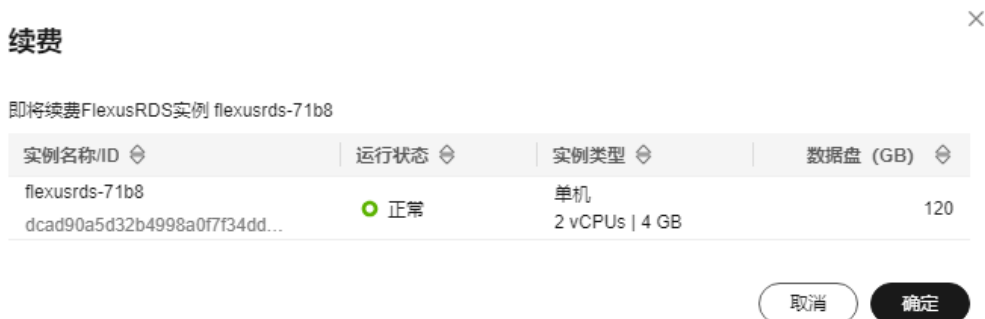 续费
即将续费FlexusRDS实例 flexusrds-71b8
实例名称/ID 运行状态 实例类型 数据盘 (GB)
flexusrds-71b8
dcad90a5d32b4998a0f7f34dd...
正常
单机
2 vCPUs | 4 GB
120
取消 确定